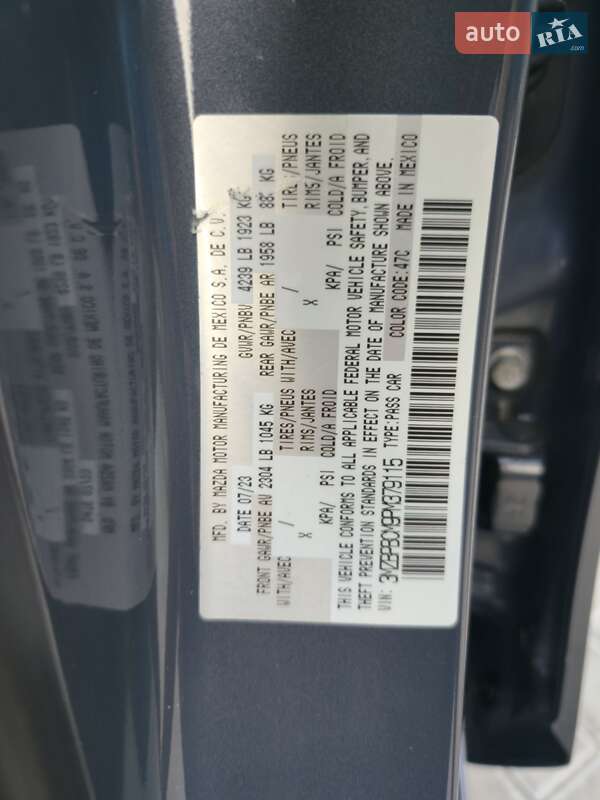 auto RIA.com
MFD. BY MAZDA MOTOR MANUFACTURING DE MEXICO S.A. DE C.V.
DATE 07/23 GVWR/PNBV 4239 LB 1923 KG
FRONT GAWR/PNBE AV 2304 LB 1045 KG REAR GAWR/PNBE AR 1958 LB 88 KG
WITH/AVEC TIRES/PNEUS WITH/AVEC TIRE/PNEUS
X RIMS/JANTES X RIMS/JANTES
KPA/ PSI COLD/A FROID KPA/ PSI COLD/A FROID
THIS VEHICLE CONFORMS TO ALL APPLICABLE FEDERAL MOTOR VEHICLE SAFETY, BUMPER, AND
THEFT PREVENTION STANDARDS IN EFFECT ON THE DATE OF MANUFACTURE SHOWN ABOVE.
VIN: 3MZBPBCM9PM379115 TYPE:PASS CAR COLOR CODE:47C MADE IN MEXICO